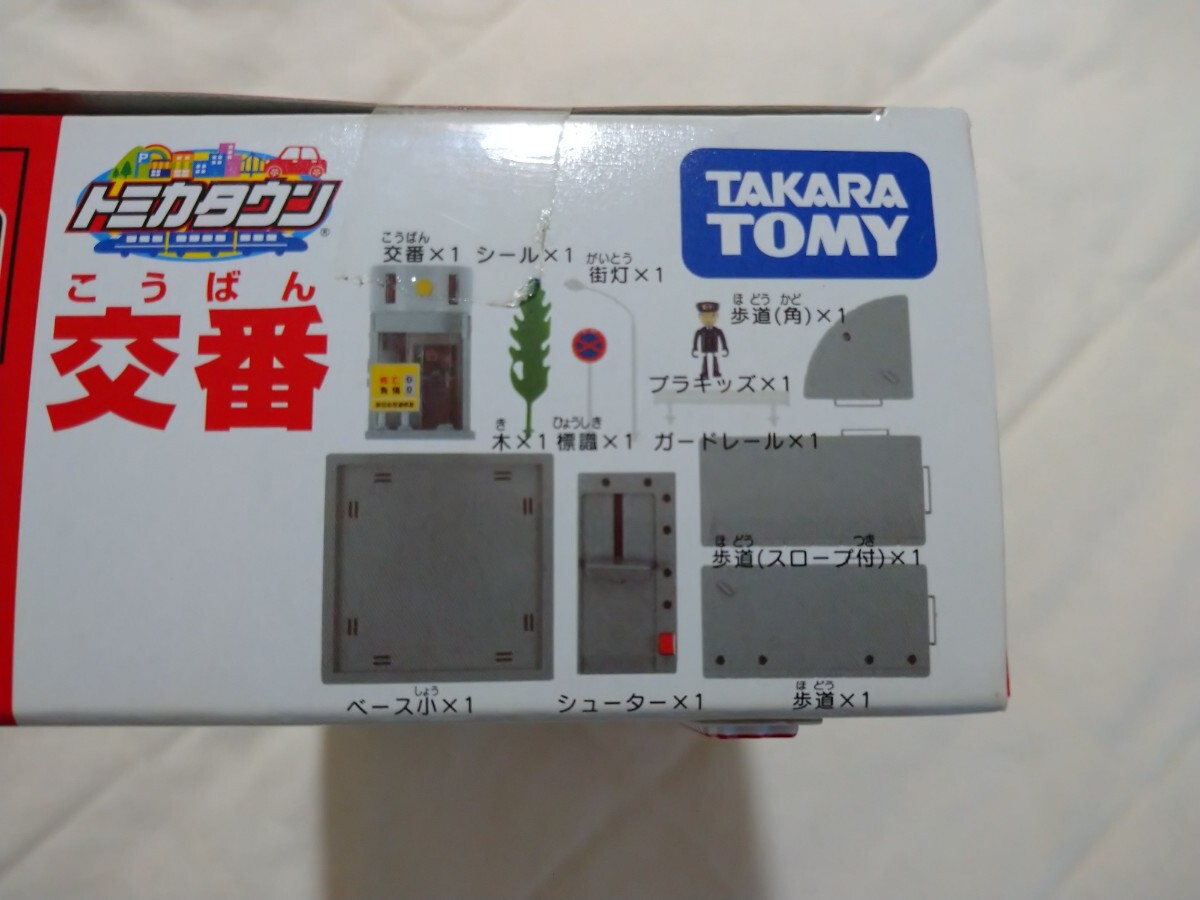 P
トミカタウン®
こうばん
交番
TAKARA
TOMY
こうばん
交番×1
シール×1
がいとう
街灯×1
ほどう かど
歩道(角)×1
プラキッズ×1
き
木×1
ひょうしき
標識×1
ガードレール×1
ほどう つき
歩道(スロープ付)×1
しょう
ベース小×1
シューター×1
ほどう
歩道×1